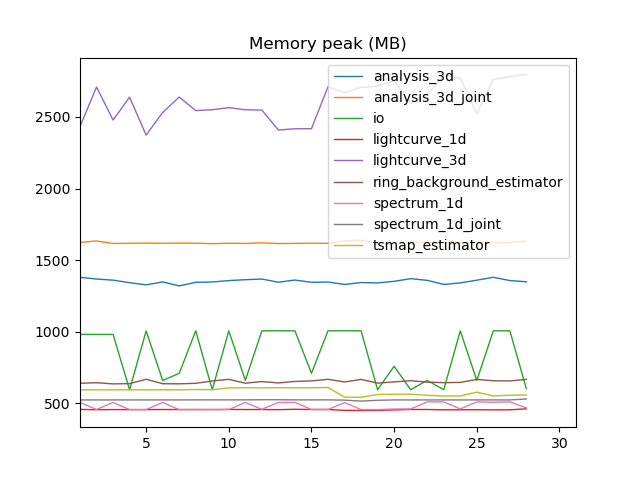 Memory peak (MB)
analysis_3d
analysis_3d_joint
io
lightcurve_1d
lightcurve_3d
ring_background_estimator
spectrum_1d
spectrum_1d_joint
tsmap_estimator
2500
2000
1500
1000
500
5 10 15 20 25 30